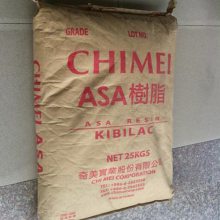 GRADE LOT NO.
CHIMEI
ASA樹脂
ASA RESIN
KIBILAC
NET 25KGS
奇美實業股份有限公司
CHI MEI CORPORATION
CHIMEI
ASA